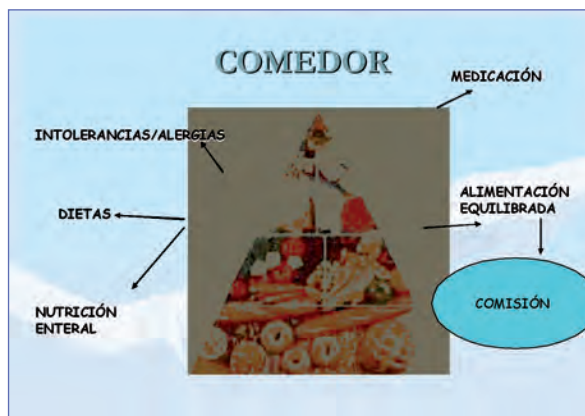 COMEDOR
MEDICACIÓN
INTOLERANCIAS/ALERGIAS
DIETAS
ALIMENTACIÓN
EQUILIBRADA
NUTRICIÓN
ENTERAL
COMISIÓN